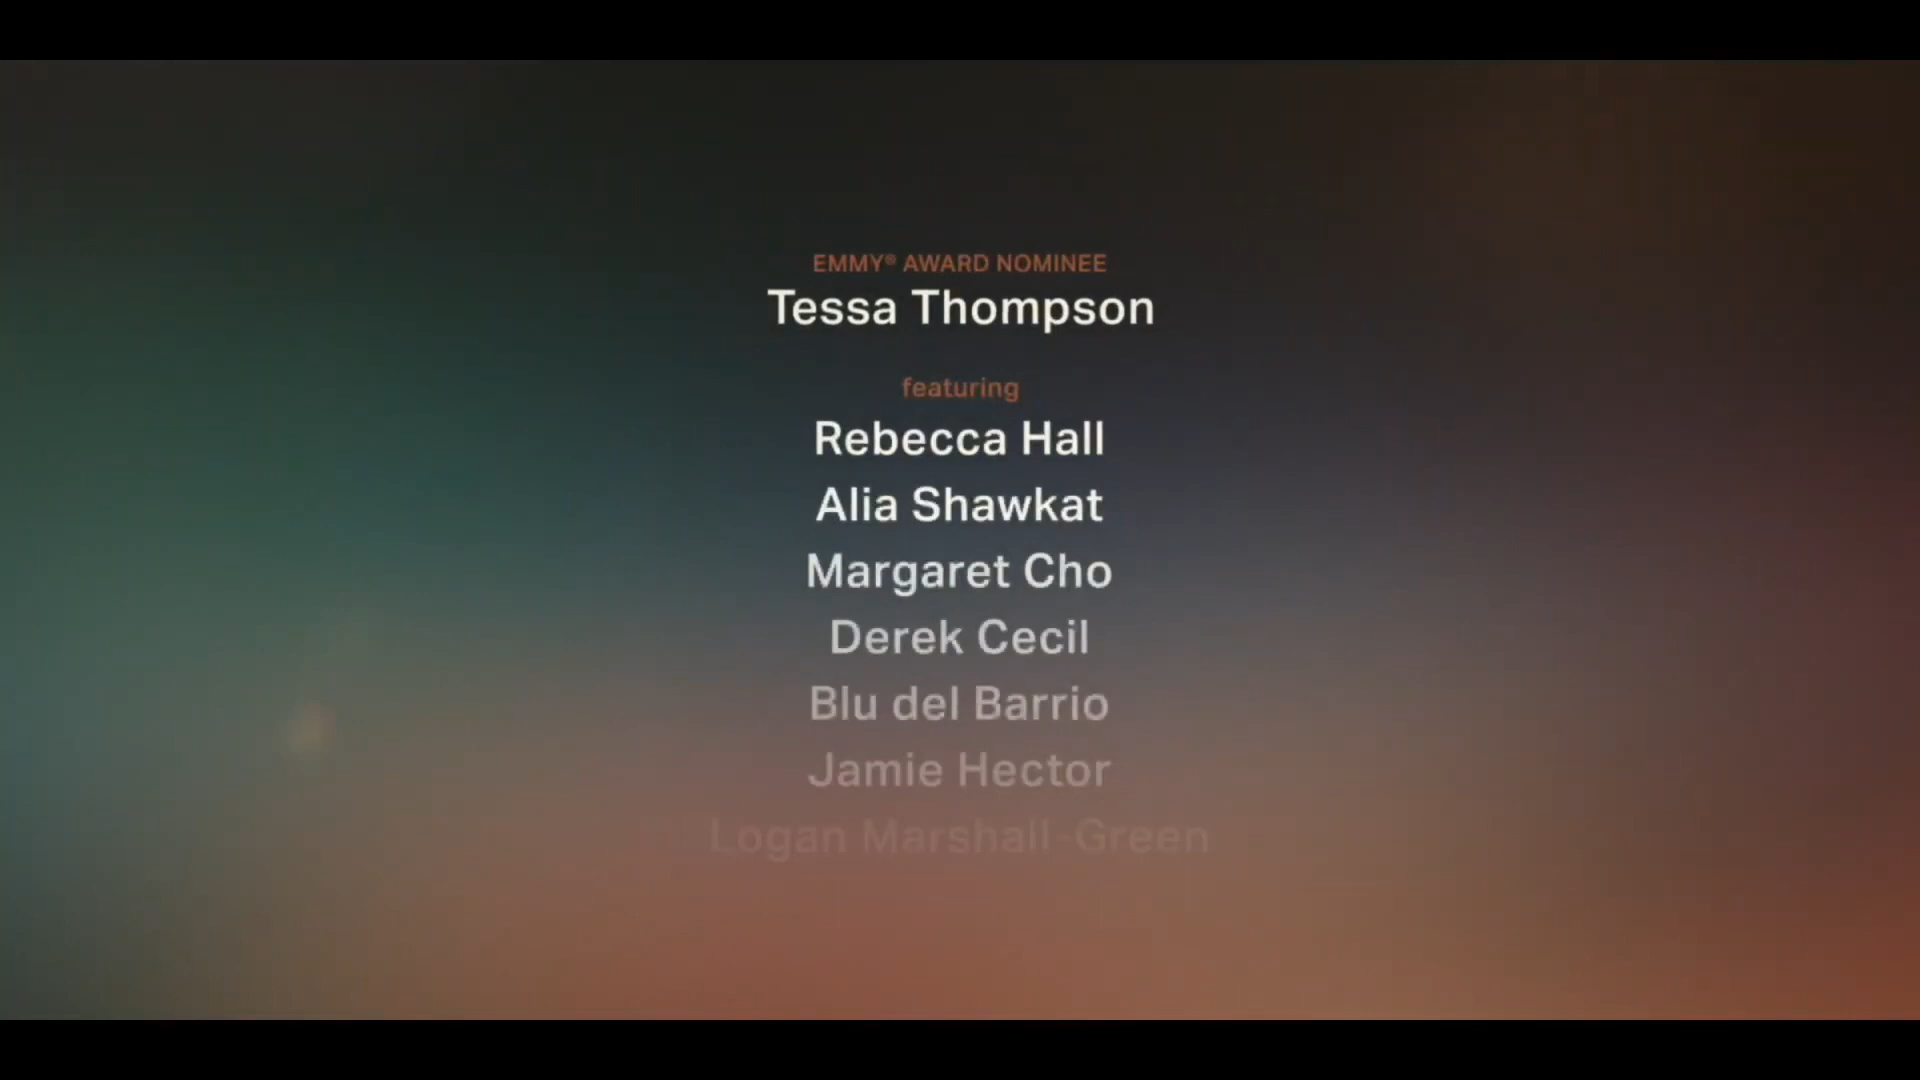 EMMY® AWARD NOMINEE
Tessa Thompson
featuring
Rebecca Hall
Alia Shawkat
Margaret Cho
Derek Cecil
Blu del Barrio
Jamie Hector
Logan Marshall-Green